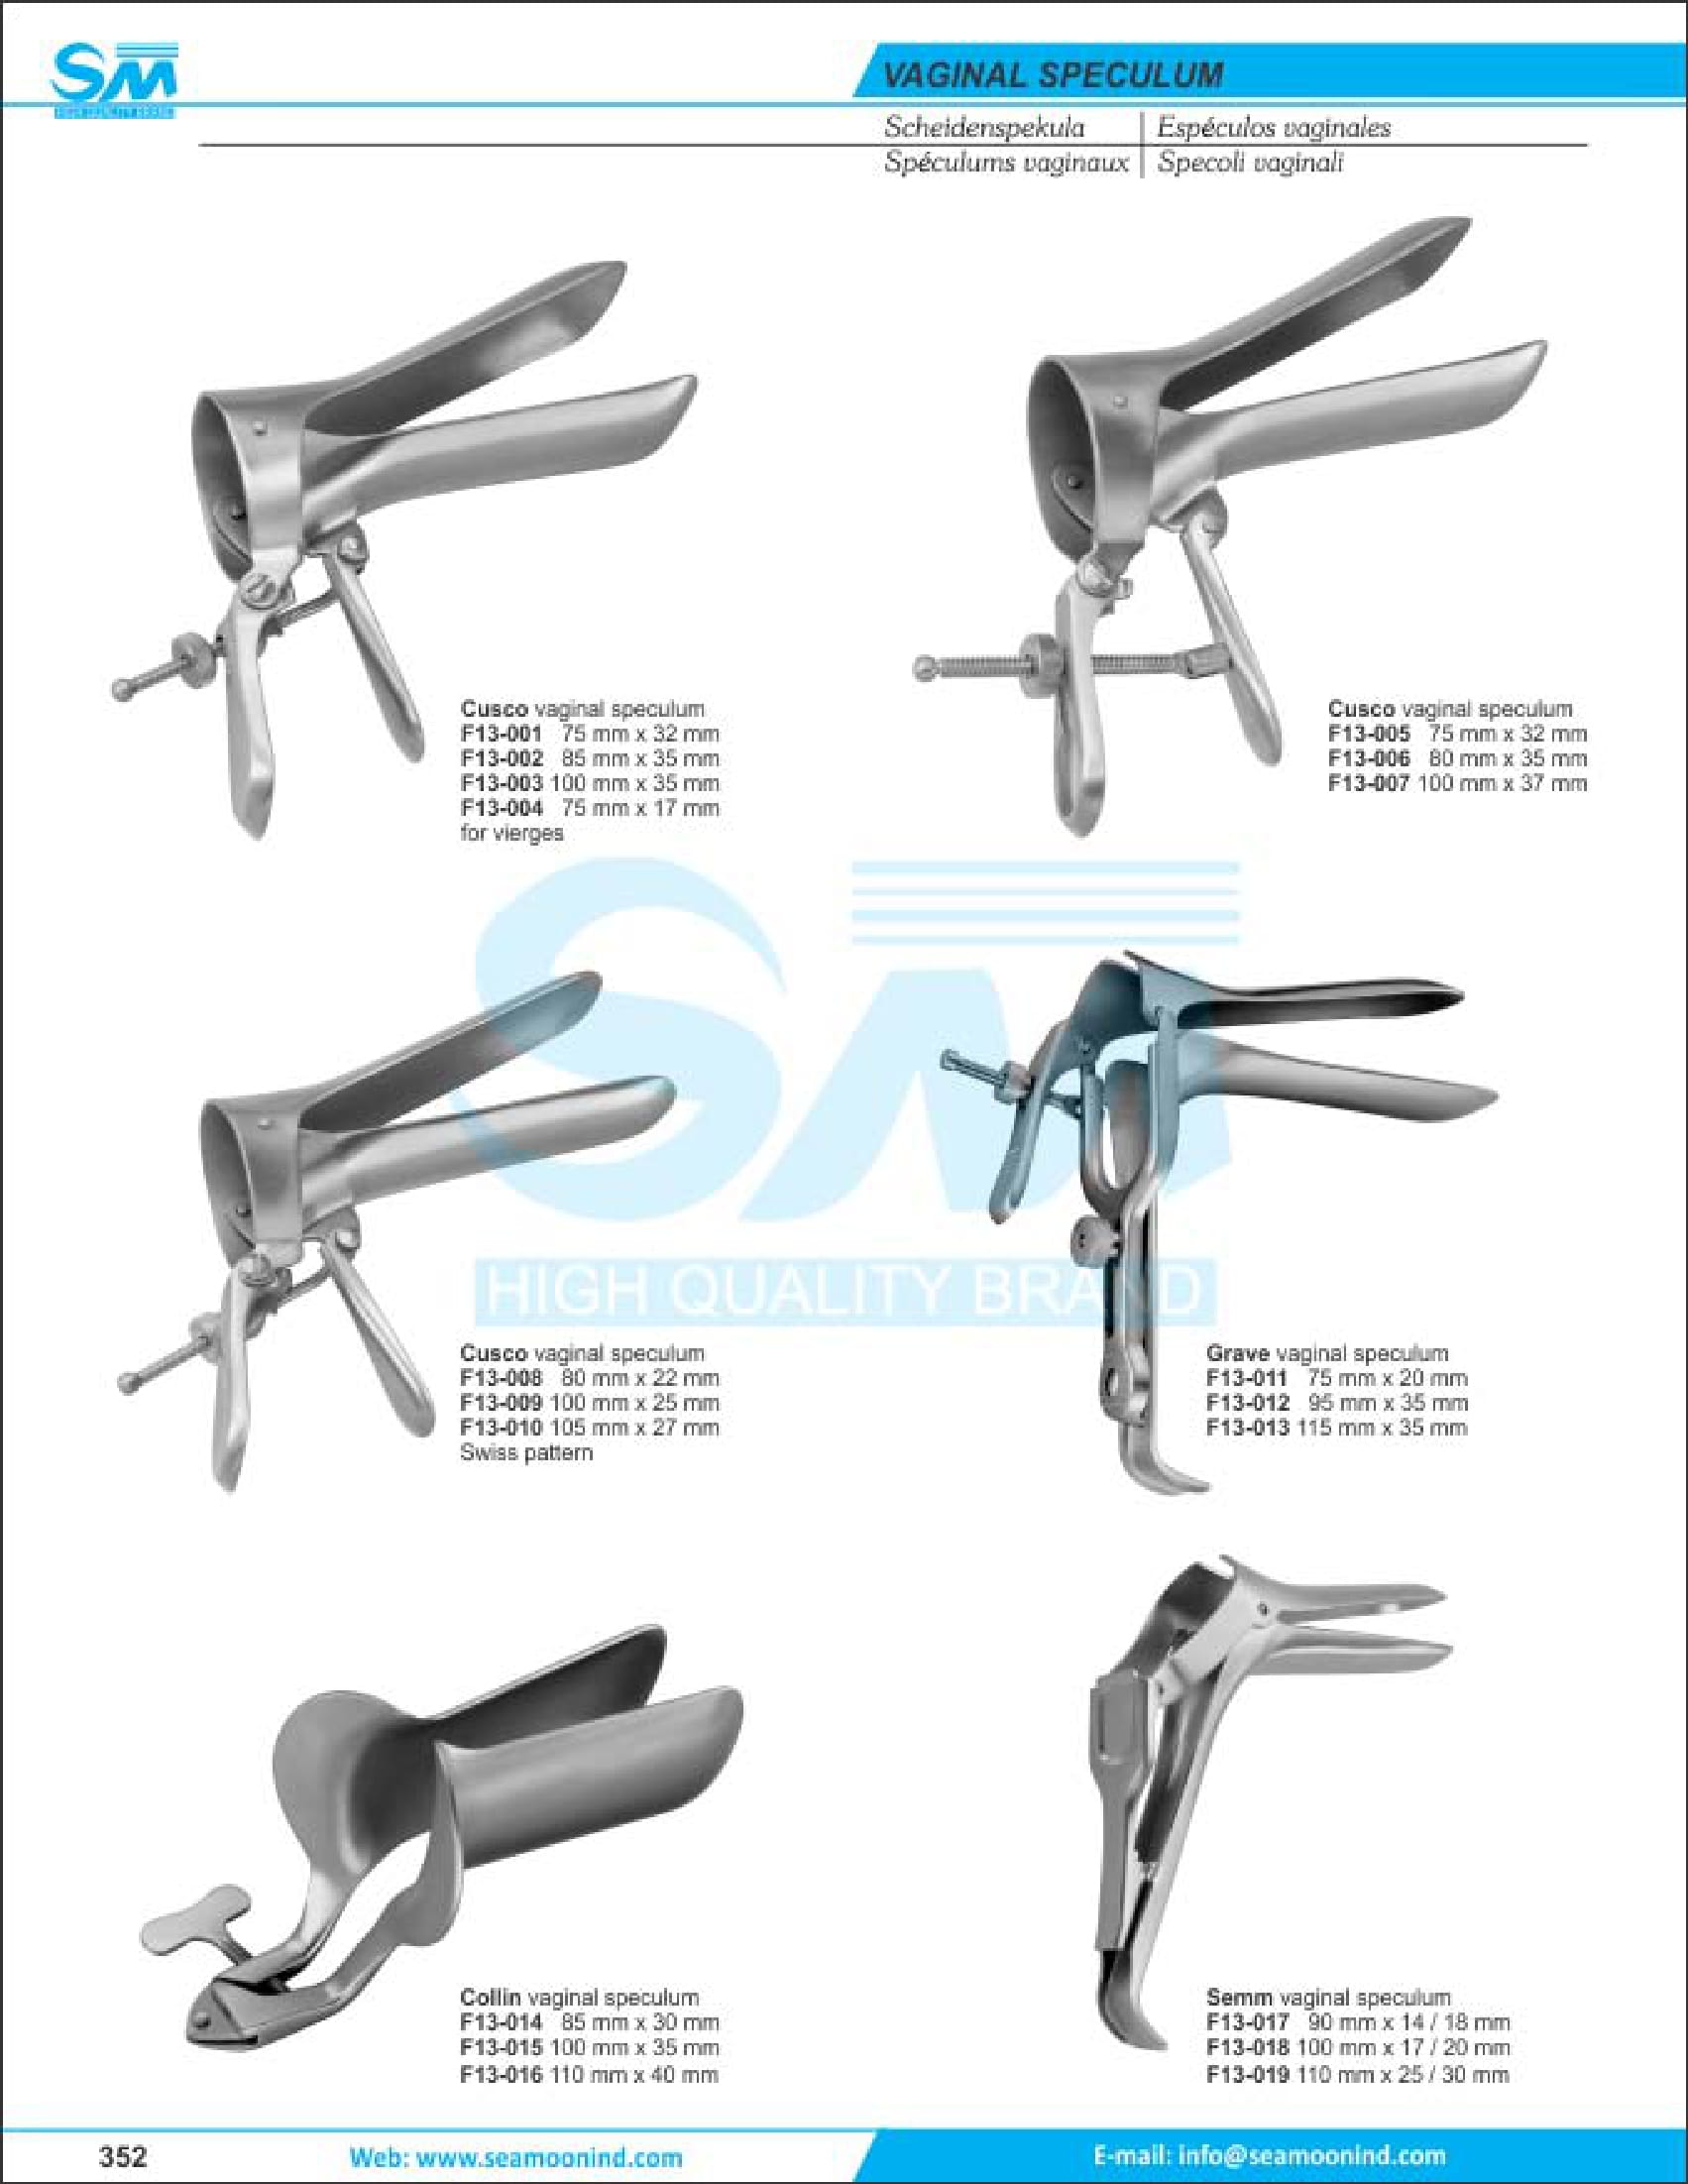 SM
VAGINAL SPECULUM
Scheidenspekula
Espéculos vaginales
Spéculums vaginaux
Specoli vaginali
Cusco vaginal speculum
F13-001 75 mm x 32 mm
F13-002 85 mm x 35 mm
F13-003 100 mm x 35 mm
F13-004 75 mm x 17 mm
for vierges
Cusco vaginal speculum
F13-005 75 mm x 32 mm
F13-006 80 mm x 35 mm
F13-007 100 mm x 37 mm
SM
HIGH QUALITY BRAND
Cusco vaginal speculum
F13-008 80 mm x 22 mm
F13-009 100 mm x 25 mm
F13-010 105 mm x 27 mm
Swiss pattern
Grave vaginal speculum
F13-011 75 mm x 20 mm
F13-012 95 mm x 35 mm
F13-013 115 mm x 35 mm
Collin vaginal speculum
F13-014 85 mm x 30 mm
F13-015 100 mm x 35 mm
F13-016 110 mm x 40 mm
Semm vaginal speculum
F13-017 90 mm x 14 / 18 mm
F13-018 100 mm x 17 / 20 mm
F13-019 110 mm x 25 / 30 mm
352
Web: www.seamoonind.com
E-mail: info@seamoonind.com